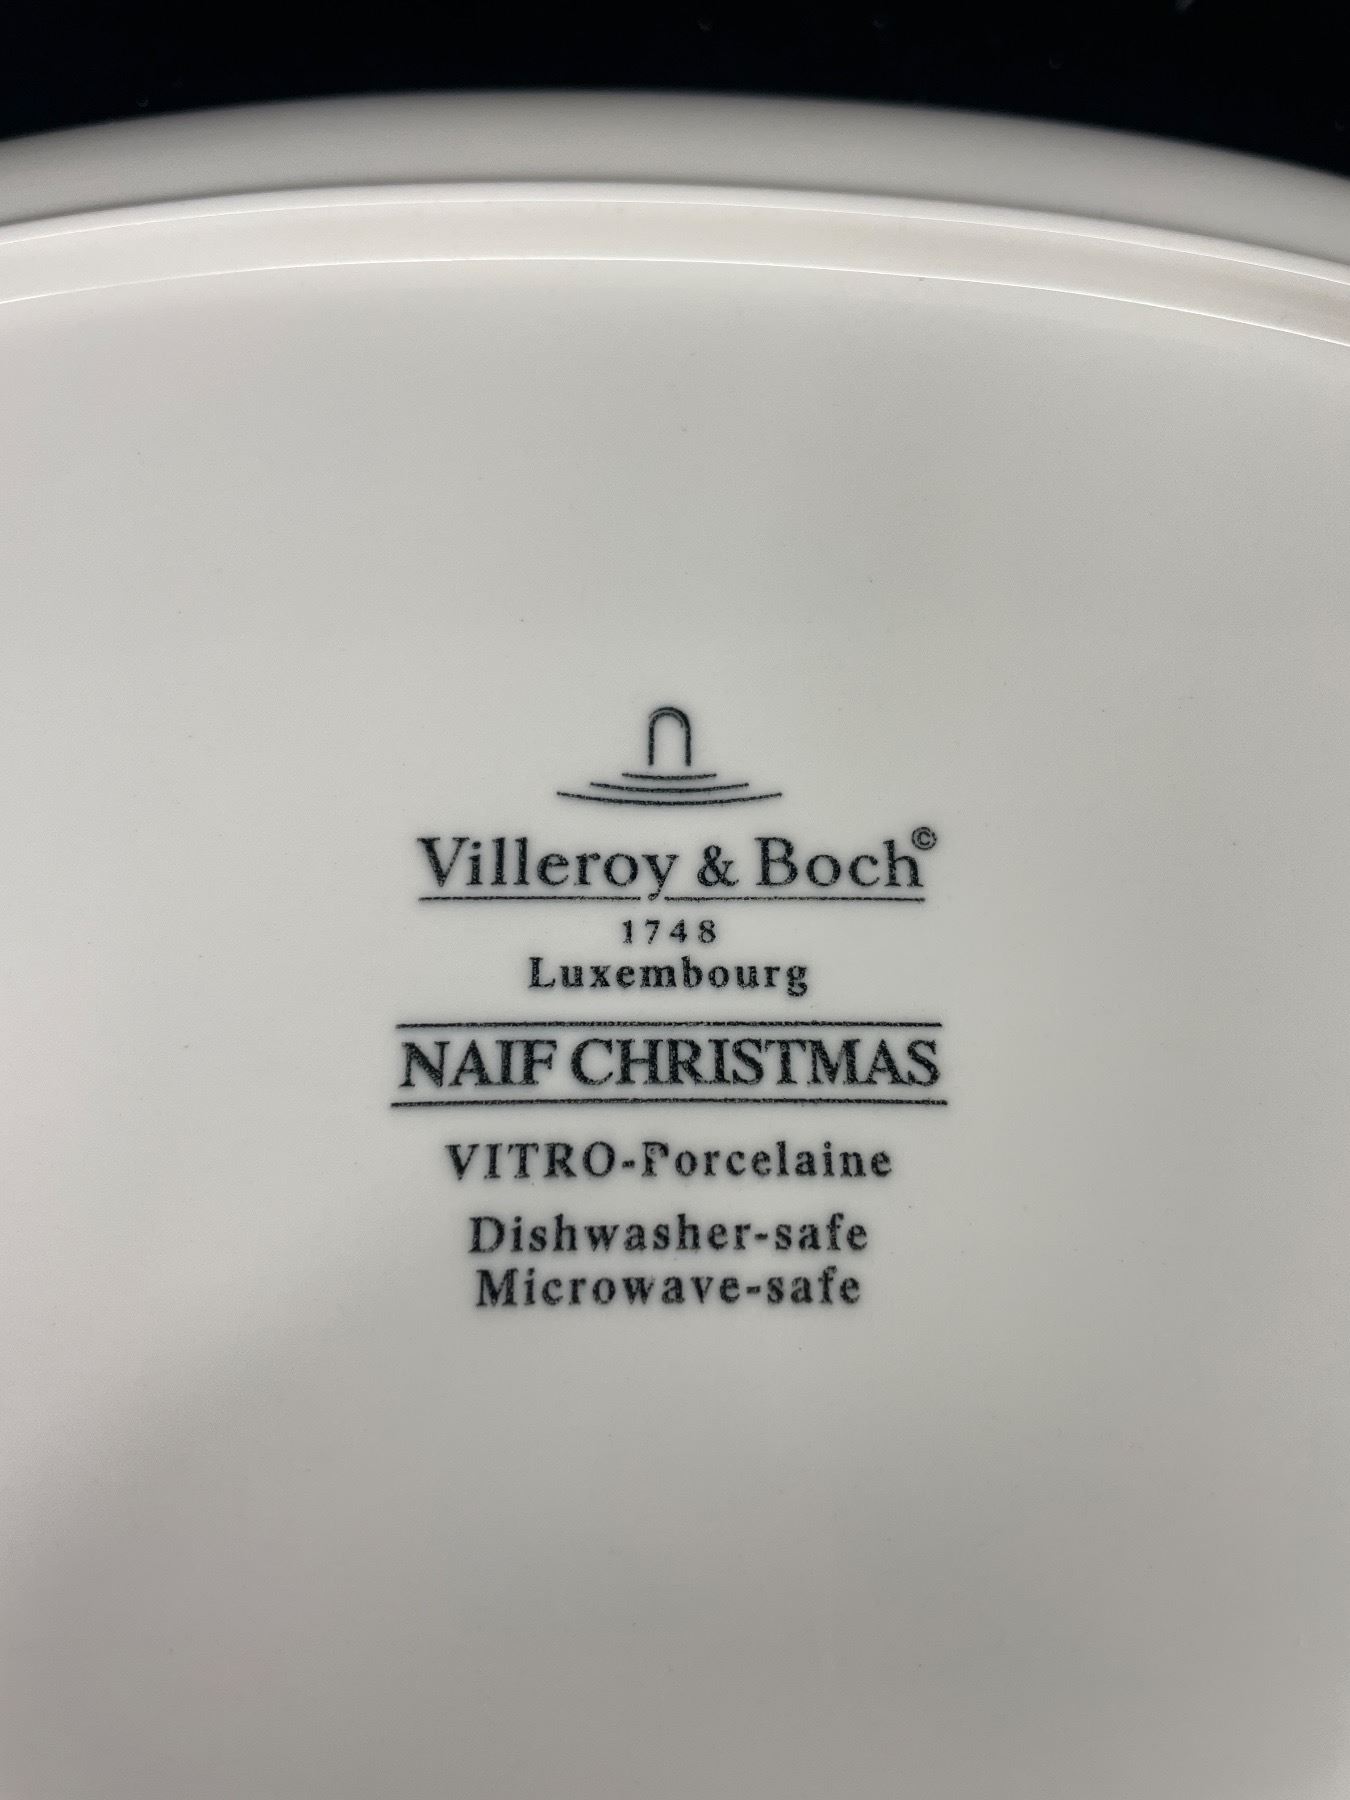 Villeroy & Boch©
1748
Luxembourg
NAIF CHRISTMAS
VITRO-Porcelaine
Dishwasher-safe
Microwave-safe